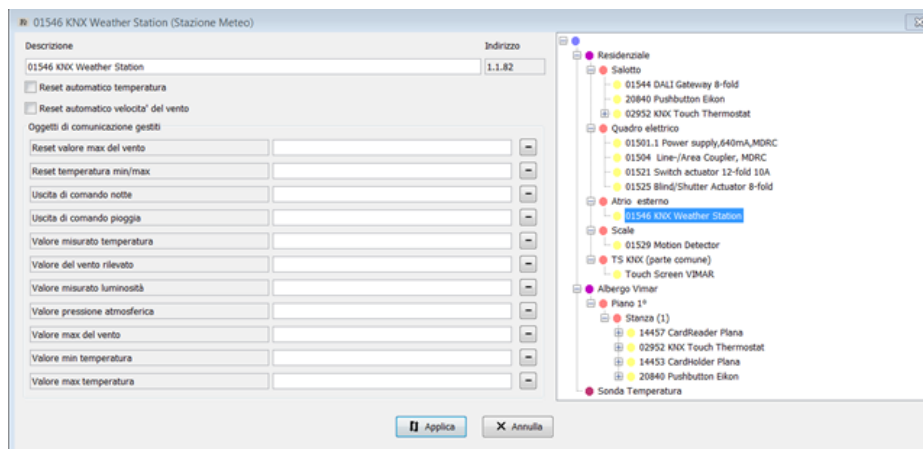 01546 KNX Weather Station (Stazione Meteo)
Descrizione
Indirizzo
01546 KNX Weather Station
1.1.82
Reset automatico temperatura
Reset automatico velocita' del vento
Oggetti di comunicazione gestiti
Reset valore max del vento
Reset temperatura min/max
Uscita di comando notte
Uscita di comando pioggia
Valore misurato temperatura
Valore del vento rilevato
Valore misurato luminosità
Valore pressione atmosferica
Valore max del vento
Valore min temperatura
Valore max temperatura
Residenziale
Salotto
01544 DALI Gateway 8-fold
20840 Pushbutton Eikon
02952 KNX Touch Thermostat
Quadro elettrico
01501.1 Power supply,640mA,MDRC
01504 Line-/Area Coupler, MDRC
01521 Switch actuator 12-fold 10A
01525 Blind/Shutter Actuator 8-fold
Atrio esterno
01546 KNX Weather Station
Scale
01529 Motion Detector
TS KNX (parte comune)
Touch Screen VIMAR
Albergo Vimar
Piano 1°
Stanza (1)
14457 CardReader Plana
02952 KNX Touch Thermostat
14453 CardHolder Plana
20840 Pushbutton Eikon
Sonda Temperatura
Applica
Annulla